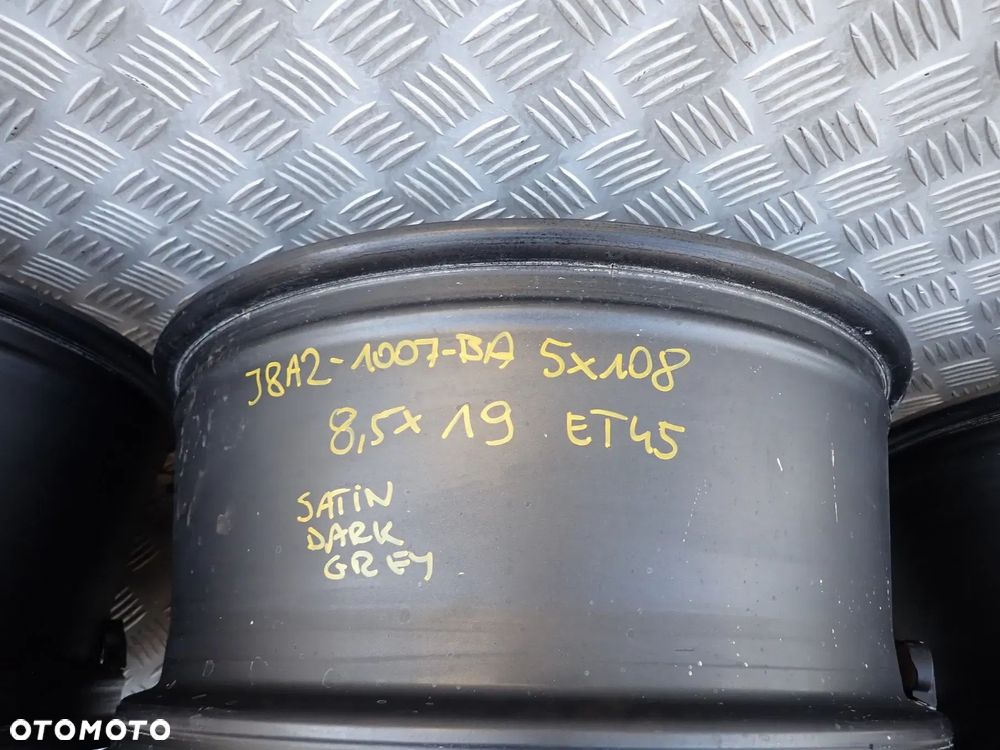 J8A2-1007-BA 5x108
8,5x19 ET45
SATIN
DARK
GREY
OTOMOTO